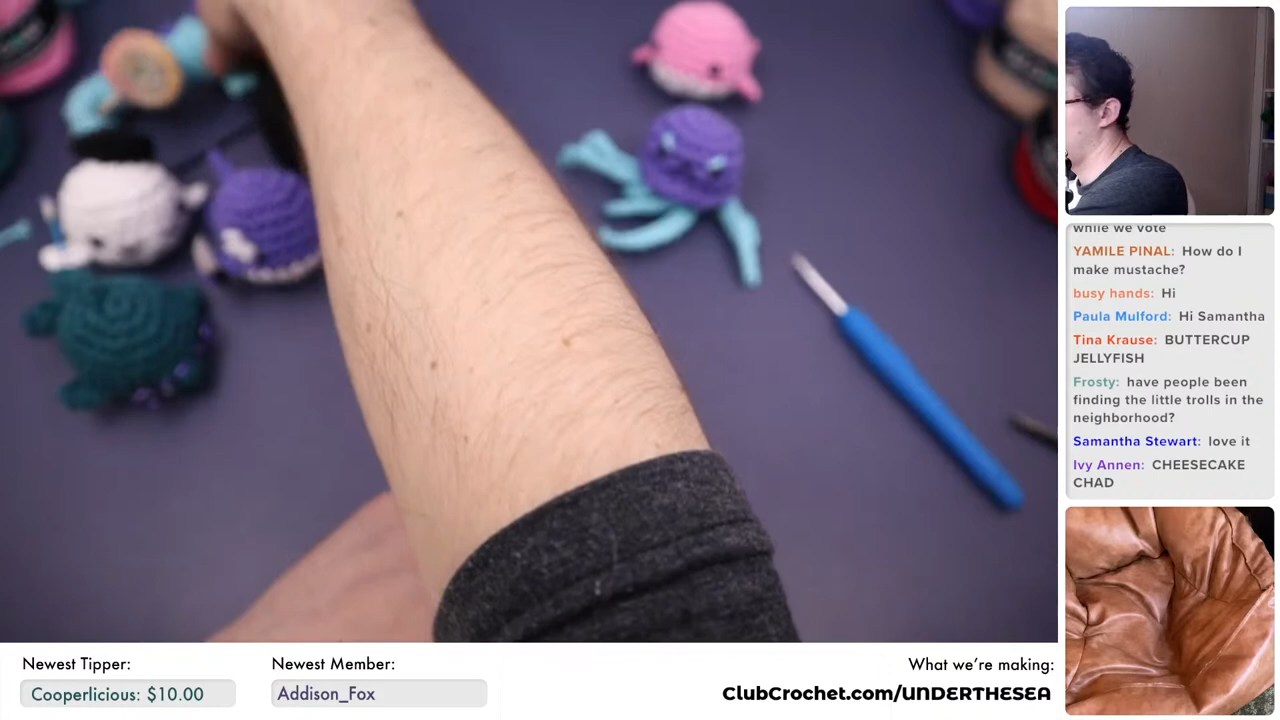 while we vote
YAMILE PINAL: How do I
make mustache?
busy hands: Hi
Paula Mulford: Hi Samantha
Tina Krause: BUTTERCUP
JELLYFISH
Frosty: have people been
finding the little trolls in the
neighborhood?
Samantha Stewart: love it
Ivy Annen: CHEESECAKE
CHAD
Newest Tipper:
Cooperlicious: $10.00
Newest Member:
Addison_Fox
What we're making:
ClubCrochet.com/UNDERTHESEA